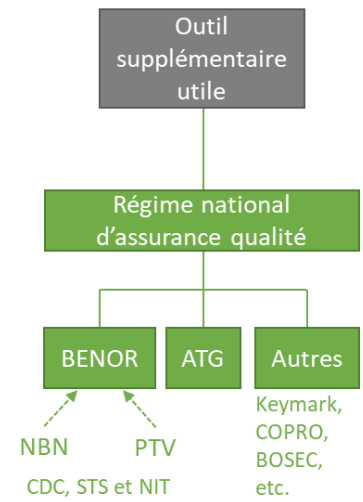 Outil
supplémentaire
utile
Régime national
d'assurance qualité
BENOR
ATG
Autres
Keymark,
COPRO,
BOSEC,
etc.
NBN
PTV
CDC, STS et NIT